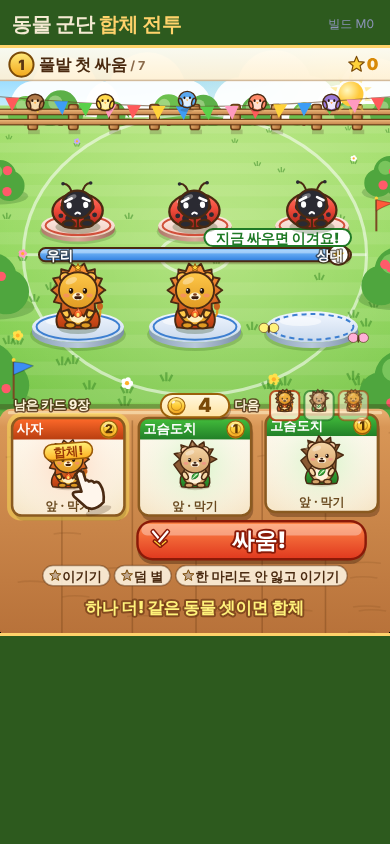 동물 군단 합체 전투
빌드 M0
1 풀밭 첫 싸움 / 7
0
지금 싸우면 이겨요!
우리
상대
남은 카드 9장
4
다음
사자 2
합체!
앞 · 막기
고슴도치 1
앞 · 막기
고슴도치 1
앞 · 막기
싸움!
이기기
덤 별
한 마리도 안 잃고 이기기
하나 더! 같은 동물 셋이면 합체